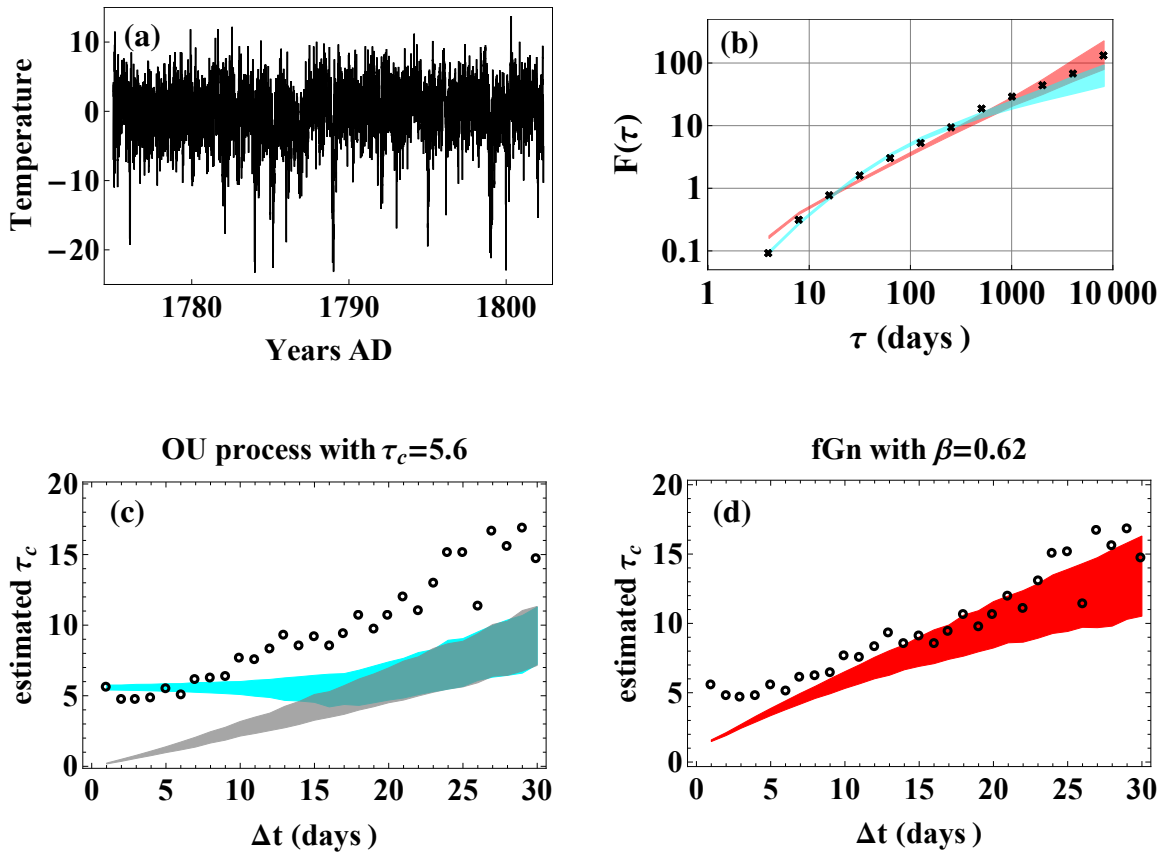 (a)
Temperature
10
0
−10
−20
1780
1790
1800
Years AD
(b)
F(τ)
100
10
1
0.1
1
10
100
1000
10 000
τ (days )
OU process with τc=5.6
(c)
estimated τc
20
15
10
5
0
0
5
10
15
20
25
30
Δt (days )
fGn with β=0.62
(d)
estimated τc
20
15
10
5
0
0
5
10
15
20
25
30
Δt (days )